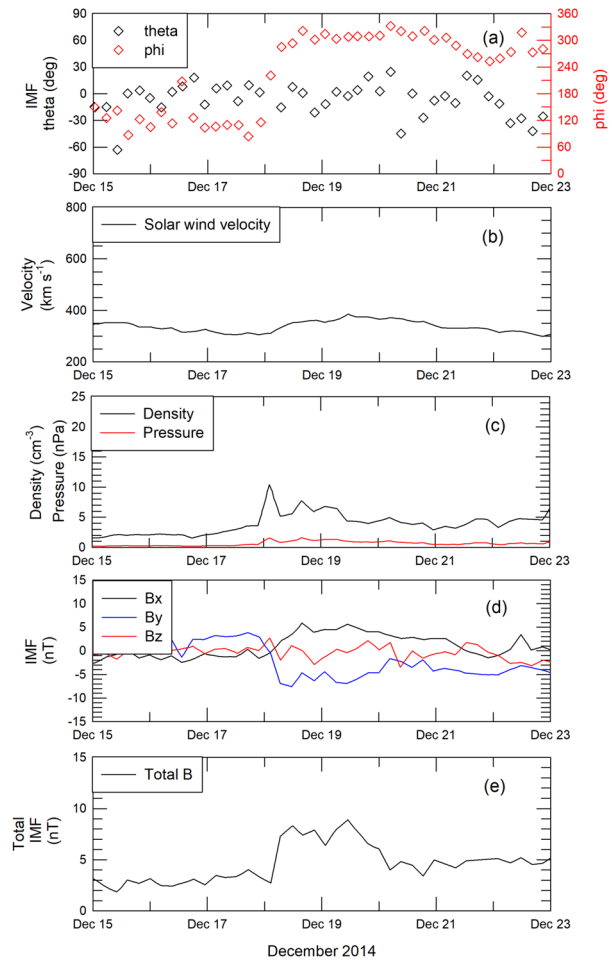 90
60
30
0
-30
-60
-90
IMF
theta (deg)
theta
phi
(a)
360
300
240
180
120
60
0
phi (deg)
Dec 15
Dec 17
Dec 19
Dec 21
Dec 23
800
600
400
200
Velocity
(km s-1)
Solar wind velocity
(b)
Dec 15
Dec 17
Dec 19
Dec 21
Dec 23
25
20
15
10
5
0
Density (cm-3)
Pressure (nPa)
Density
Pressure
(c)
Dec 15
Dec 17
Dec 19
Dec 21
Dec 23
15
10
5
0
-5
-10
-15
IMF
(nT)
Bx
By
Bz
(d)
Dec 15
Dec 17
Dec 19
Dec 21
Dec 23
15
10
5
0
Total
IMF
(nT)
Total B
(e)
Dec 15
Dec 17
Dec 19
Dec 21
Dec 23
December 2014